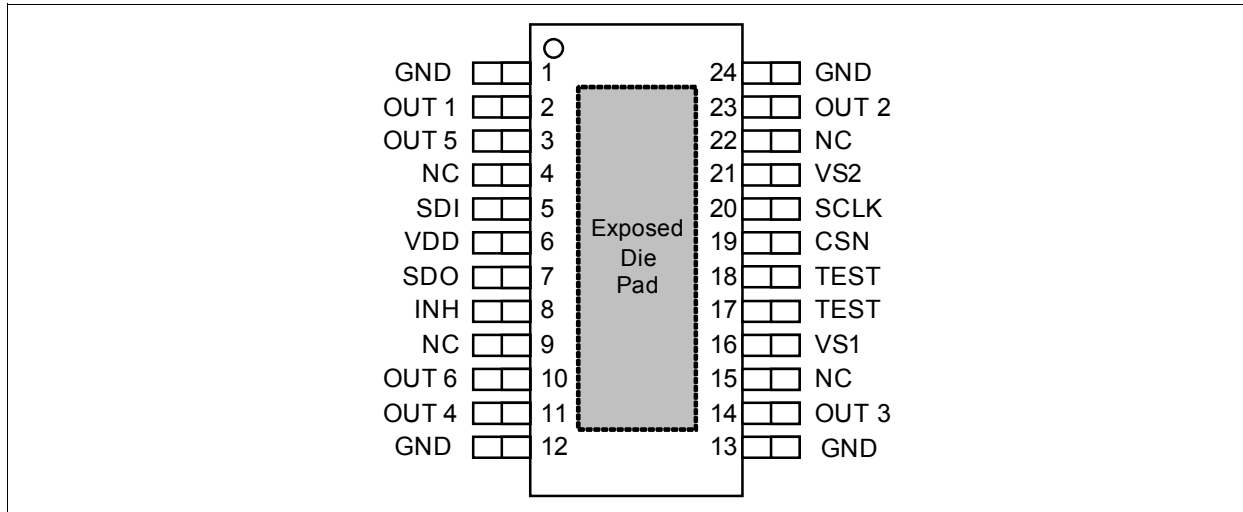 GND 1 24 GND
OUT 1 2 23 OUT 2
OUT 5 3 22 NC
NC 4 21 VS2
SDI 5 20 SCLK
VDD 6 19 CSN
SDO 7 18 TEST
INH 8 17 TEST
NC 9 16 VS1
OUT 6 10 15 NC
OUT 4 11 14 OUT 3
GND 12 13 GND
Exposed
Die
Pad